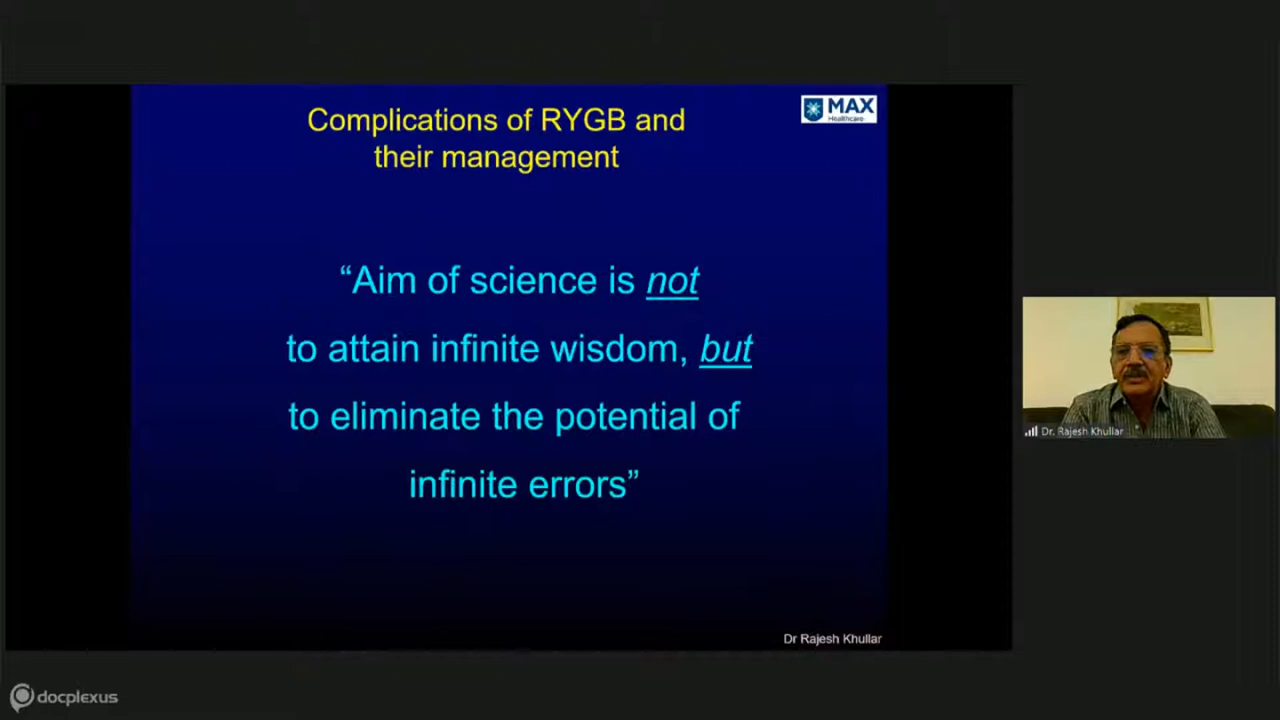 Complications of RYGB and
their management
MAX
Healthcare
“Aim of science is not
to attain infinite wisdom, but
to eliminate the potential of
infinite errors”
Dr Rajesh Khullar
Dr. Rajesh Khullar
docplexus